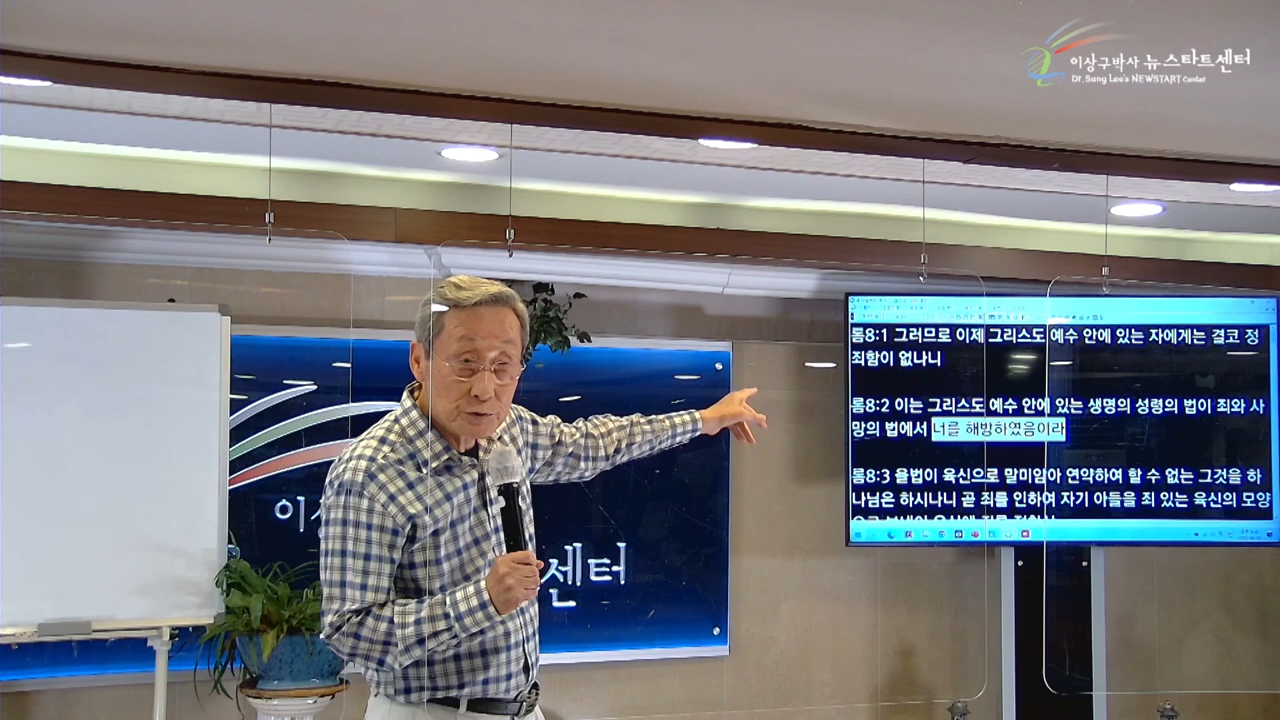 이상구박사 뉴스타트센터
Dr. Sang Lee's NEWSTART Center
롬8:1 그러므로 이제 그리스도 예수 안에 있는 자에게는 결코 정
죄함이 없나니
롬8:2 이는 그리스도 예수 안에 있는 생명의 성령의 법이 죄와 사
망의 법에서 너를 해방하였음이라
롬8:3 율법이 육신으로 말미암아 연약하여 할 수 없는 그것을 하
나님은 하시나니 곧 죄를 인하여 자기 아들을 죄 있는 육신의 모양
이상
센터